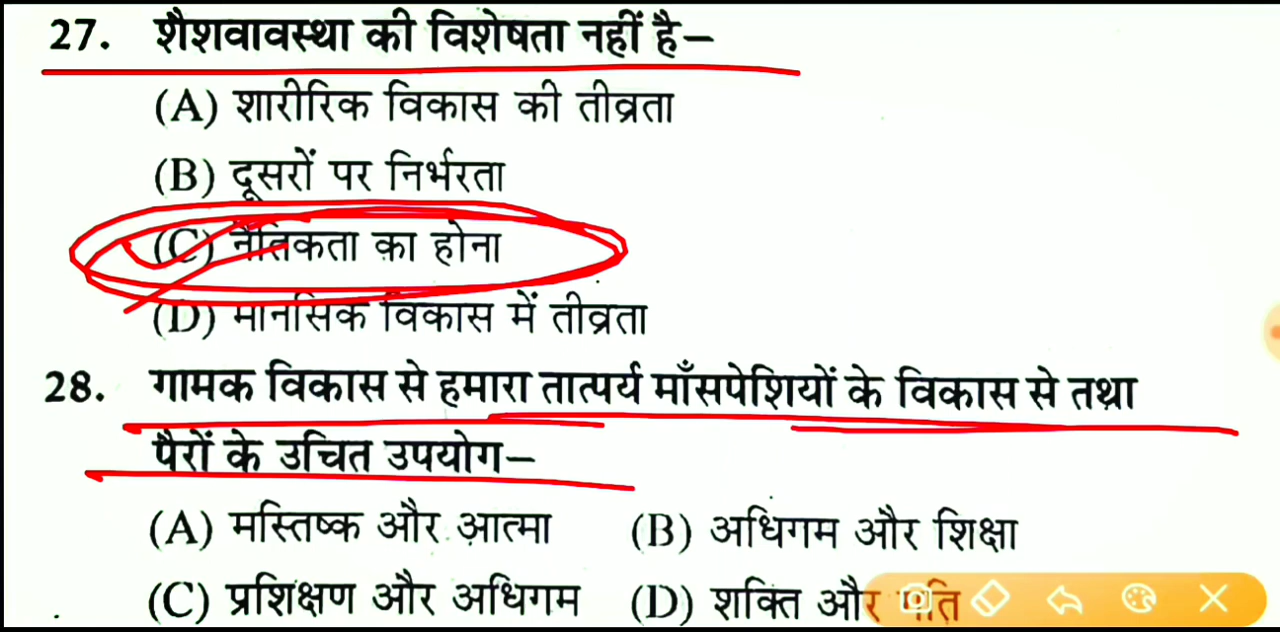 27. शैशवावस्था की विशेषता नहीं है–
(A) शारीरिक विकास की तीव्रता
(B) दूसरों पर निर्भरता
(C) नैतिकता का होना
(D) मानसिक विकास में तीव्रता
28. गामक विकास से हमारा तात्पर्य माँसपेशियों के विकास से तथा
पैरों के उचित उपयोग–
(A) मस्तिष्क और आत्मा (B) अधिगम और शिक्षा
(C) प्रशिक्षण और अधिगम (D) शक्ति और गति